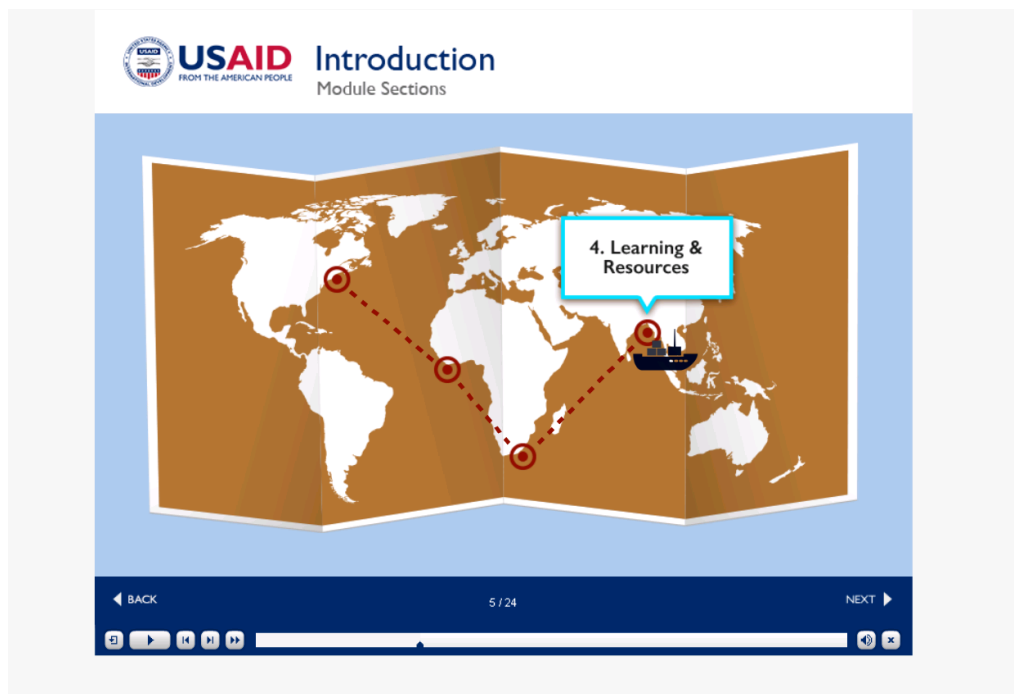 USAID
FROM THE AMERICAN PEOPLE
Introduction
Module Sections
4. Learning &
Resources
BACK
5 / 24
NEXT